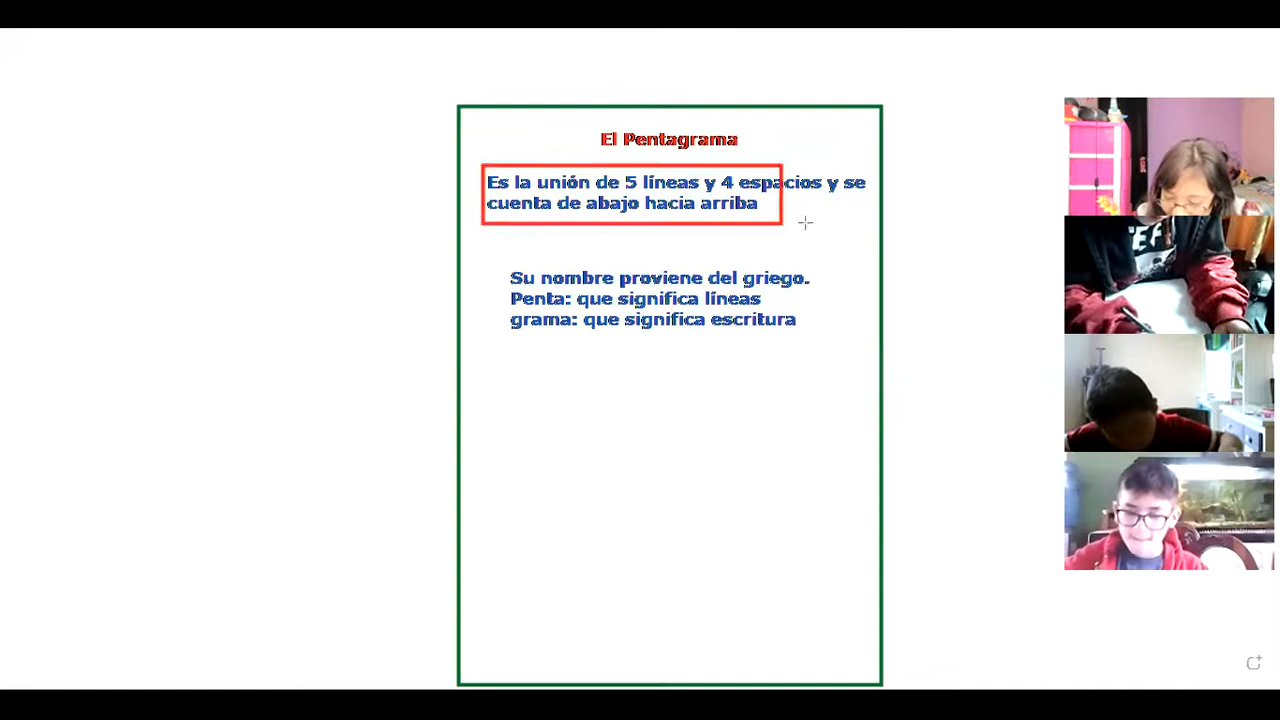 El Pentagrama
Es la unión de 5 líneas y 4 espacios y se
cuenta de abajo hacia arriba
Su nombre proviene del griego.
Penta: que significa líneas
grama: que significa escritura